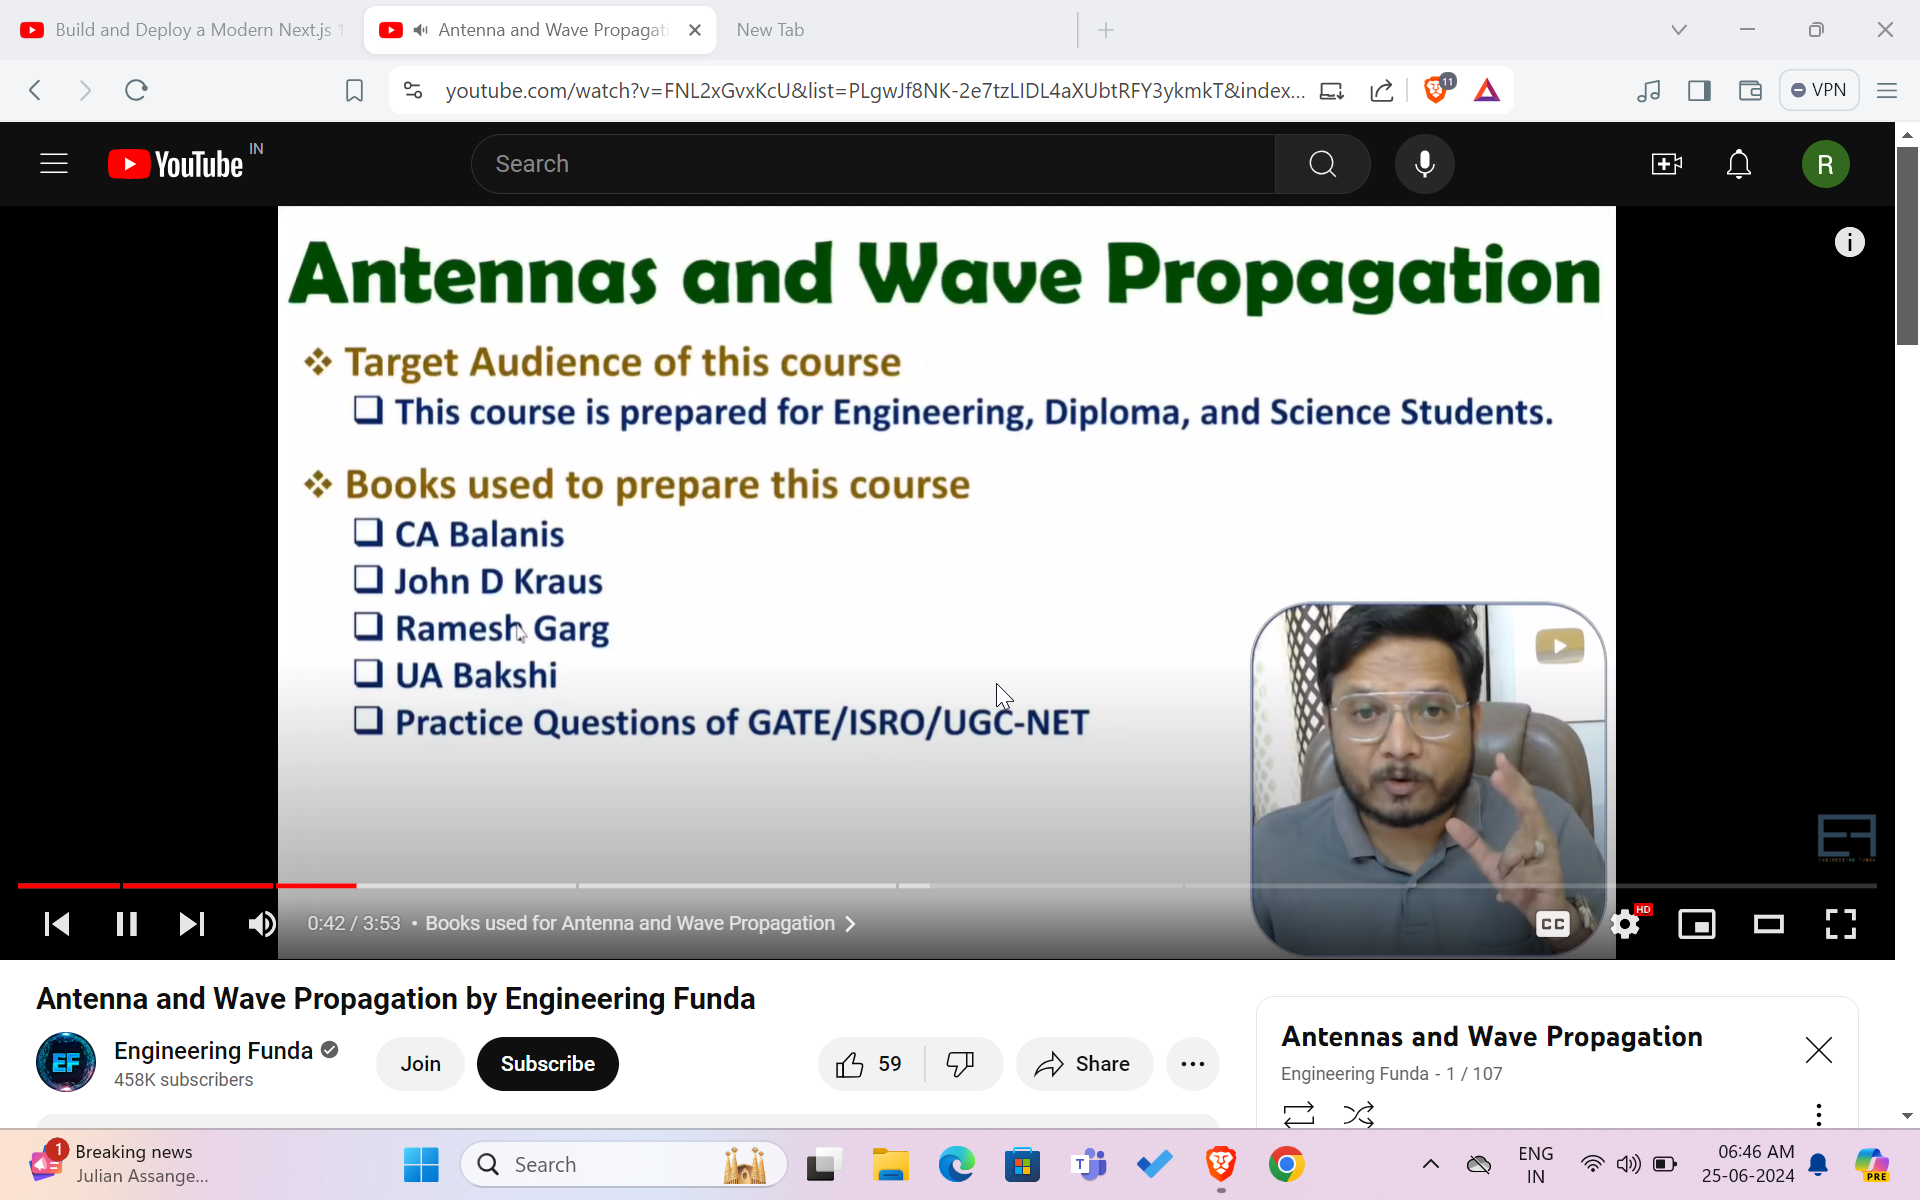 Build and Deploy a Modern Next.js 1
Antenna and Wave Propagati
New Tab
youtube.com/watch?v=FNL2xGvxKcU&list=PLgwJf8NK-2e7tzLIDL4aXUbtRFY3ykmkT&index...
11
VPN
YouTube IN
Search
R
Antennas and Wave Propagation
Target Audience of this course
This course is prepared for Engineering, Diploma, and Science Students.
Books used to prepare this course
CA Balanis
John D Kraus
Ramesh Garg
UA Bakshi
Practice Questions of GATE/ISRO/UGC-NET
ENGINEERING FUNDA
0:42 / 3:53 • Books used for Antenna and Wave Propagation
CC
HD
Antenna and Wave Propagation by Engineering Funda
EF
Engineering Funda
458K subscribers
Join
Subscribe
59
Share
Antennas and Wave Propagation
Engineering Funda - 1 / 107
1
Breaking news
Julian Assange...
Search
T
ENG
IN
06:46 AM
25-06-2024
PRE